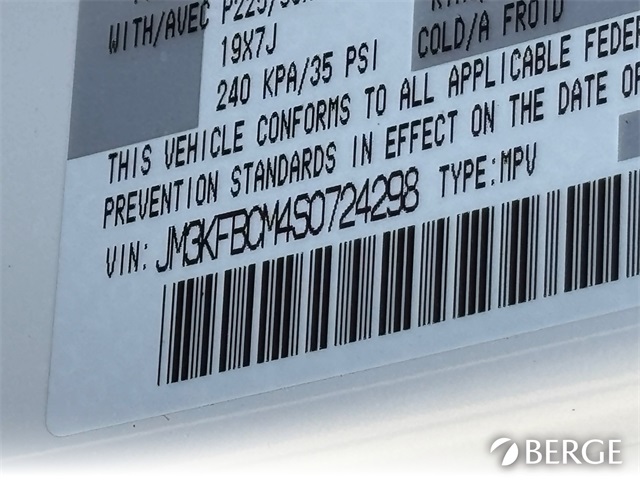 WITH/AVEC
19X7J
240 KPA/35 PSI
COLD/A FROID
THIS VEHICLE CONFORMS TO ALL APPLICABLE FEDER
PREVENTION STANDARDS IN EFFECT ON THE DATE OF
VIN: JM3KFBCM4S0724298 TYPE:MPV
BERGE